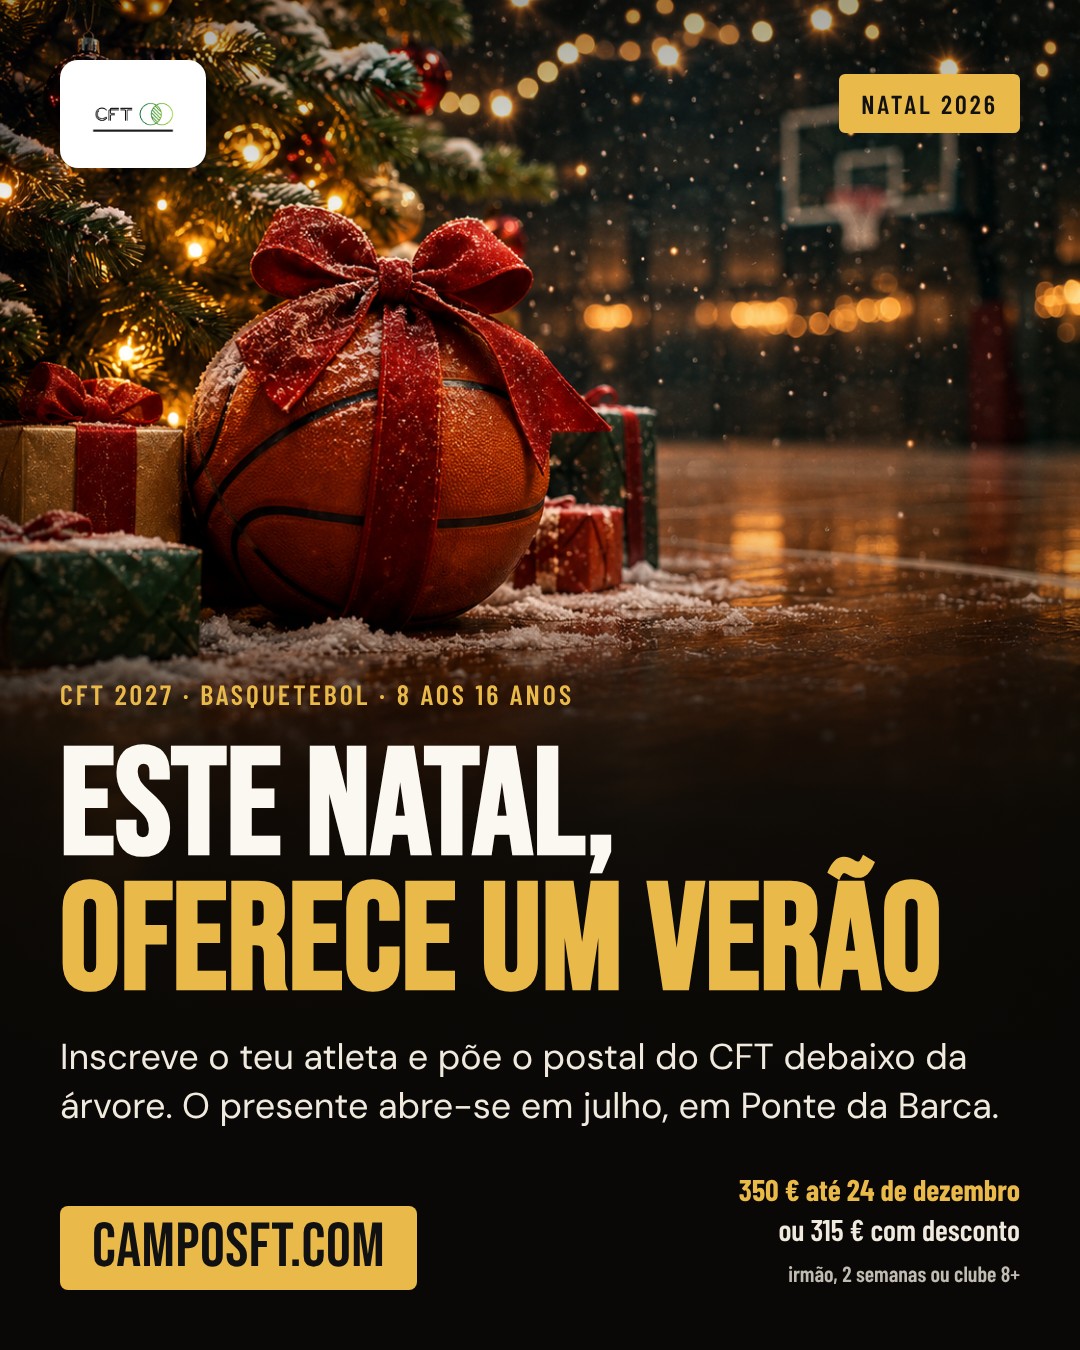 CFT
NATAL 2026
CFT 2027 · BASQUETEBOL · 8 AOS 16 ANOS
ESTE NATAL,
OFERECE UM VERÃO
Inscreve o teu atleta e põe o postal do CFT debaixo da
árvore. O presente abre-se em julho, em Ponte da Barca.
350 € até 24 de dezembro
ou 315 € com desconto
irmão, 2 semanas ou clube 8+
CAMPOSFT.COM